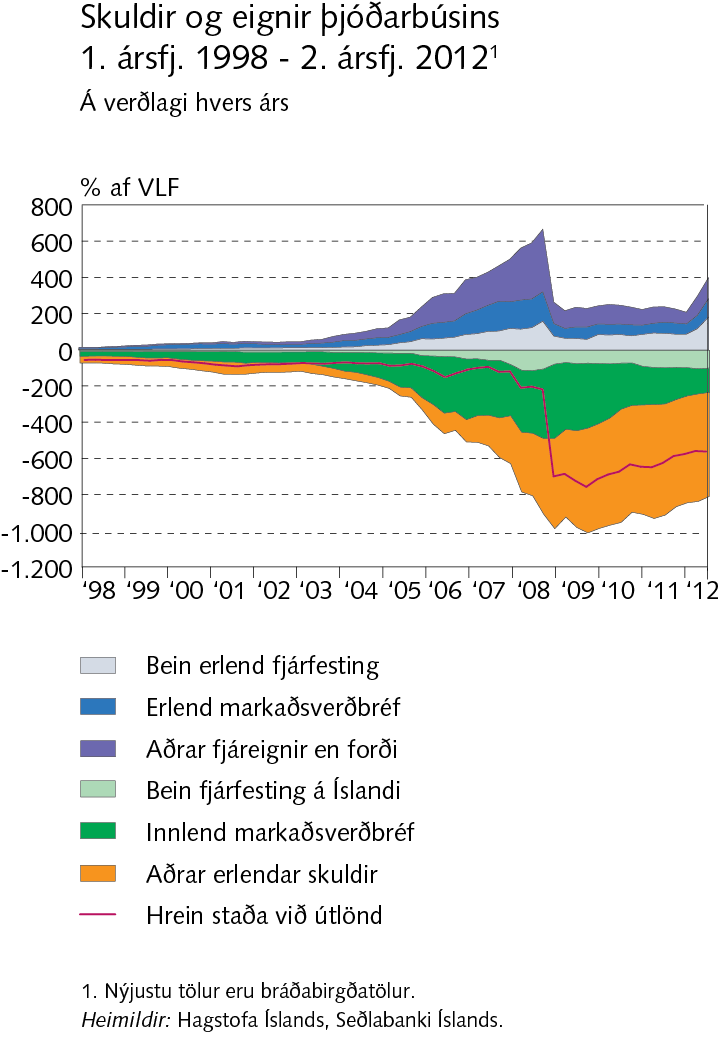 Skuldir og eignir þjóðarbúsins
1. ársfj. 1998 - 2. ársfj. 2012¹
Á verðlagi hvers árs
% af VLF
800
600
400
200
0
-200
-400
-600
-800
-1.000
-1.200
‘98 ‘99 ‘00 ‘01 ‘02 ‘03 ‘04 ‘05 ‘06 ‘07 ‘08 ‘09 ‘10 ‘11 ‘12
Bein erlend fjárfesting
Erlend markaðsverðbréf
Aðrar fjáreignir en forði
Bein fjárfesting á Íslandi
Innlend markaðsverðbréf
Aðrar erlendar skuldir
Hrein staða við útlönd
1. Nýjustu tölur eru bráðabirgðatölur.
Heimildir: Hagstofa Íslands, Seðlabanki Íslands.